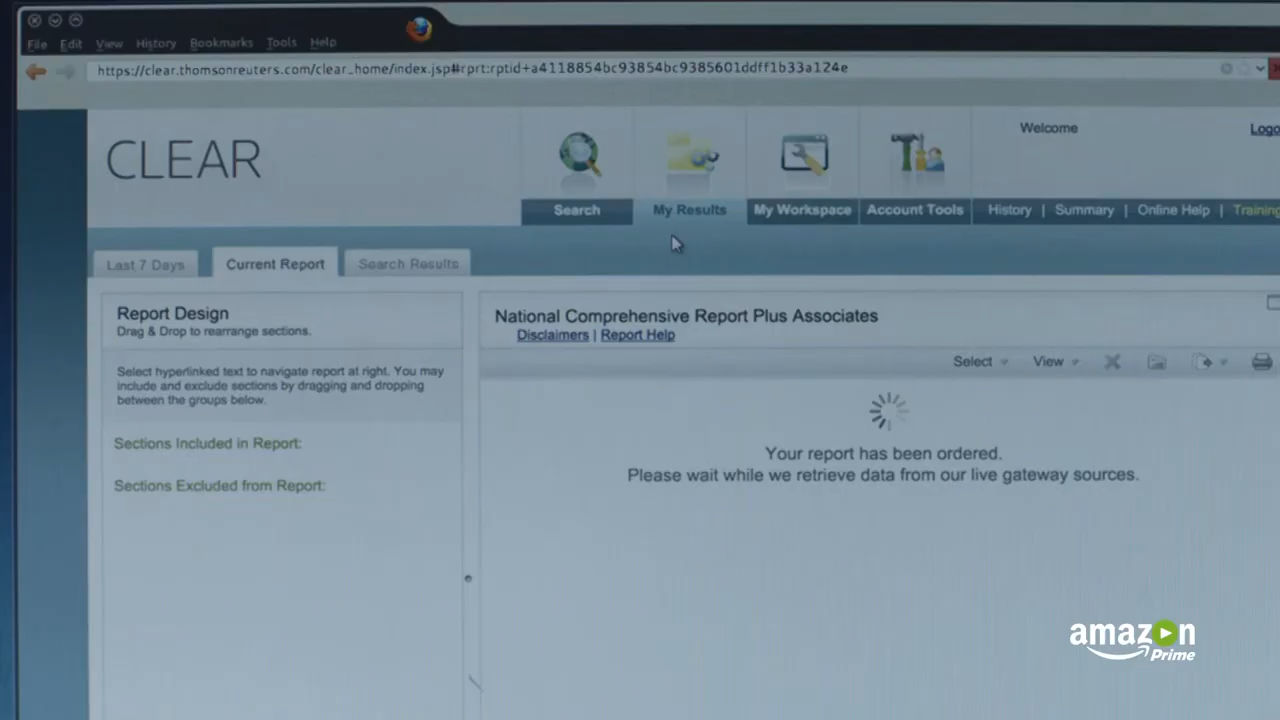 File Edit View History Bookmarks Tools Help
https://clear.thomsonreuters.com/clear_home/index.jsp#rprt:rptid+a4118854bc93854bc9385601ddff1b33a124e
CLEAR
Welcome
Logo
Search My Results My Workspace Account Tools History | Summary | Online Help | Training
Last 7 Days Current Report Search Results
Report Design
Drag & Drop to rearrange sections.
Select hyperlinked text to navigate report at right. You may
include and exclude sections by dragging and dropping
between the groups below.
Sections Included in Report:
Sections Excluded from Report:
National Comprehensive Report Plus Associates
Disclaimers | Report Help
Select View
Your report has been ordered.
Please wait while we retrieve data from our live gateway sources.
amazon
Prime